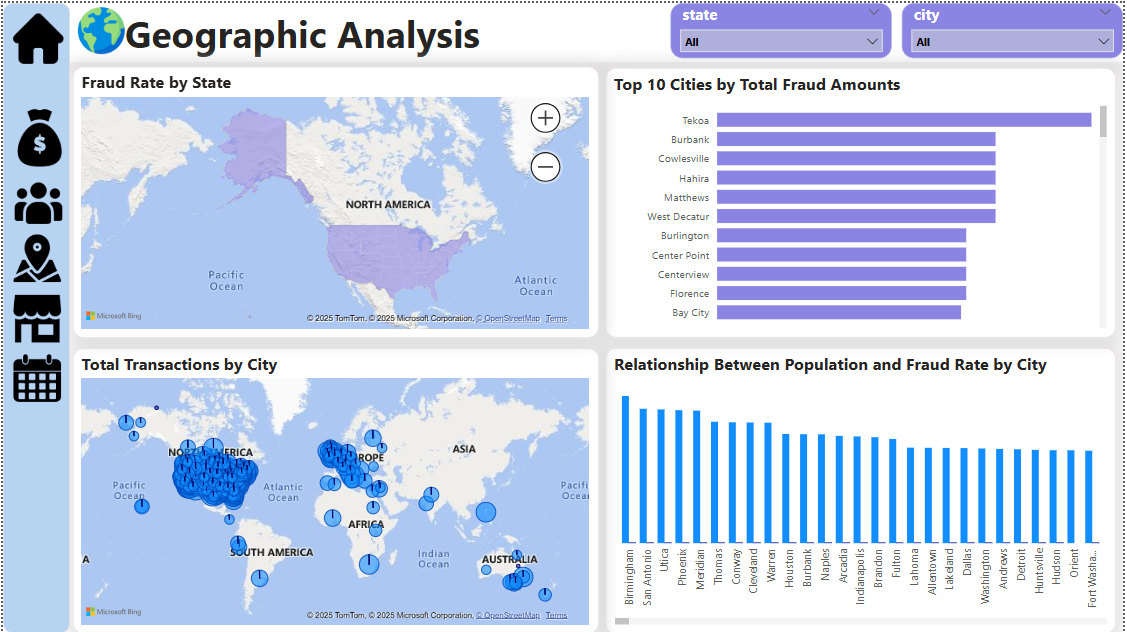 Geographic Analysis
state
All
city
All
Fraud Rate by State
NORTH AMERICA
Pacific
Ocean
Atlantic
Ocean
Microsoft Bing
© 2025 TomTom, © 2025 Microsoft Corporation, © OpenStreetMap Terms
Top 10 Cities by Total Fraud Amounts
Tekoa
Burbank
Cowlesville
Hahira
Matthews
West Decatur
Burlington
Center Point
Centerview
Florence
Bay City
Total Transactions by City
ASIA
Pacific
Ocean
Atlantic
Ocean
AFRICA
SOUTH AMERICA
Indian
Ocean
AUSTRALIA
A
Microsoft Bing
© 2025 TomTom, © 2025 Microsoft Corporation, © OpenStreetMap Terms
Relationship Between Population and Fraud Rate by City
Birmingham
San Antonio
Utica
Phoenix
Meridian
Thomas
Conway
Cleveland
Warren
Houston
Burbank
Naples
Arcadia
Indianapolis
Brandon
Fulton
Lahoma
Allentown
Lakeland
Dallas
Washington
Andrews
Detroit
Huntsville
Hudson
Orient
Fort Washa...